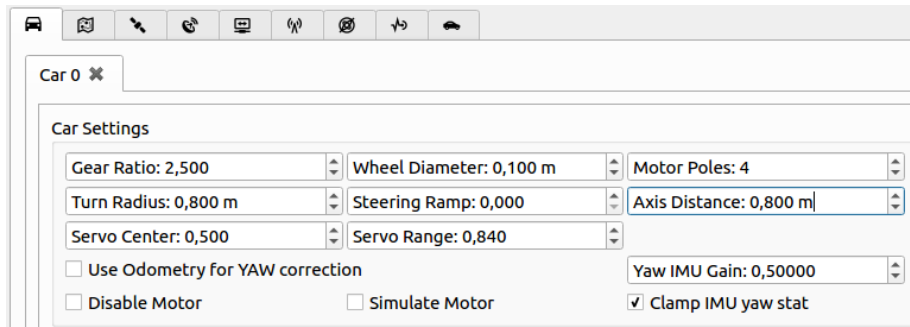 Car 0
Car Settings
Gear Ratio: 2,500 Wheel Diameter: 0,100 m Motor Poles: 4
Turn Radius: 0,800 m Steering Ramp: 0,000 Axis Distance: 0,800 m
Servo Center: 0,500 Servo Range: 0,840
Use Odometry for YAW correction Yaw IMU Gain: 0,50000
Disable Motor Simulate Motor Clamp IMU yaw stat